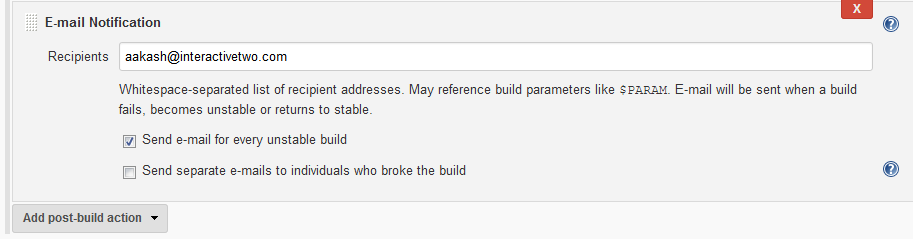 X
E-mail Notification
?
Recipients
aakash@interactivetwo.com
Whitespace-separated list of recipient addresses. May reference build parameters like $PARAM. E-mail will be sent when a build
fails, becomes unstable or returns to stable.
Send e-mail for every unstable build
Send separate e-mails to individuals who broke the build
?
Add post-build action